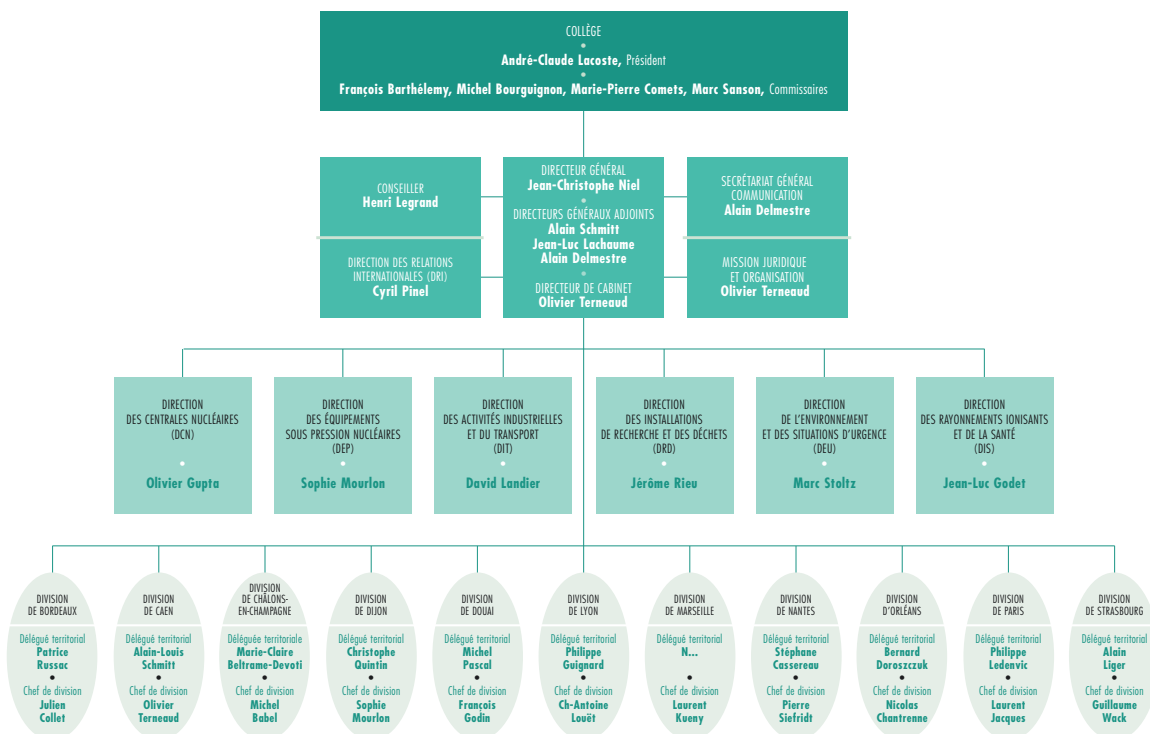 COLLÈGE
André-Claude Lacoste, Président
François Barthélemy, Michel Bourguignon, Marie-Pierre Comets, Marc Sanson, Commissaires
CONSEILLER
Henri Legrand
DIRECTION DES RELATIONS
INTERNATIONALES (DRI)
Cyril Pinel
DIRECTEUR GÉNÉRAL
Jean-Christophe Niel
DIRECTEURS GÉNÉRAUX ADJOINTS
Alain Schmitt
Jean-Luc Lachaume
Alain Delmestre
DIRECTEUR DE CABINET
Olivier Terneaud
SECRÉTARIAT GÉNÉRAL
COMMUNICATION
Alain Delmestre
MISSION JURIDIQUE
ET ORGANISATION
Olivier Terneaud
DIRECTION
DES CENTRALES NUCLÉAIRES
(DCN)
Olivier Gupta
DIRECTION
DES ÉQUIPEMENTS
SOUS PRESSION NUCLÉAIRES
(DEP)
Sophie Mourlon
DIRECTION
DES ACTIVITÉS INDUSTRIELLES
ET DU TRANSPORT
(DIT)
David Landier
DIRECTION
DES INSTALLATIONS
DE RECHERCHE ET DES DÉCHETS
(DRD)
Jérôme Rieu
DIRECTION
DE L'ENVIRONNEMENT
ET DES SITUATIONS D'URGENCE
(DEU)
Marc Stoltz
DIRECTION
DES RAYONNEMENTS IONISANTS
ET DE LA SANTÉ
(DIS)
Jean-Luc Godet
DIVISION
DE BORDEAUX
Délégué territorial
Patrice
Russac
Chef de division
Julien
Collet
DIVISION
DE CAEN
Délégué territorial
Alain-Louis
Schmitt
Chef de division
Olivier
Terneaud
DIVISION
DE CHÂLONS-
EN-CHAMPAGNE
Déléguée territoriale
Marie-Claire
Beltrame-Devoti
Chef de division
Michel
Babel
DIVISION
DE DIJON
Délégué territorial
Christophe
Quintin
Chef de division
Sophie
Mourlon
DIVISION
DE DOUAI
Délégué territorial
Michel
Pascal
Chef de division
François
Godin
DIVISION
DE LYON
Délégué territorial
Philippe
Guignard
Chef de division
Ch-Antoine
Louët
DIVISION
DE MARSEILLE
Délégué territorial
N...
Chef de division
Laurent
Kueny
DIVISION
DE NANTES
Délégué territorial
Stéphane
Cassereau
Chef de division
Pierre
Siefridt
DIVISION
D'ORLÉANS
Délégué territorial
Bernard
Doroszczuk
Chef de division
Nicolas
Chantrenne
DIVISION
DE PARIS
Délégué territorial
Philippe
Ledenvic
Chef de division
Laurent
Jacques
DIVISION
DE STRASBOURG
Délégué territorial
Alain
Liger
Chef de division
Guillaume
Wack